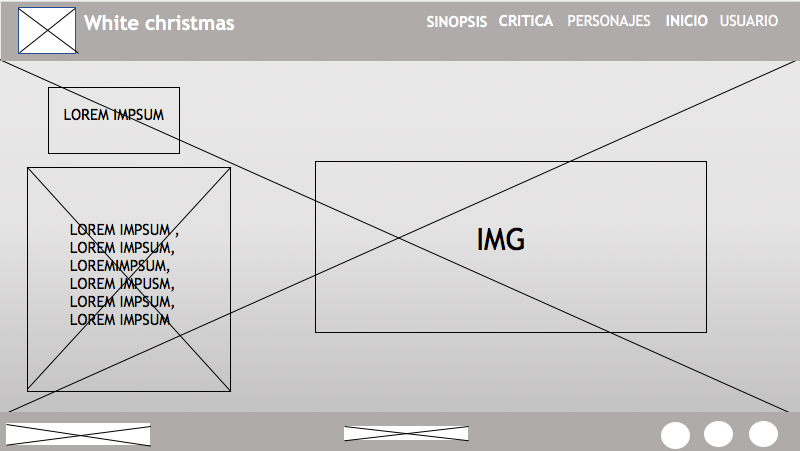 White christmas
SINOPSIS CRITICA PERSONAJES INICIO USUARIO
LOREM IMPSUM
LOREM IMPSUM ,
LOREM IMPSUM,
LOREMIMPSUM,
LOREM IMPUSM,
LOREM IMPSUM,
LOREM IMPSUM
IMG